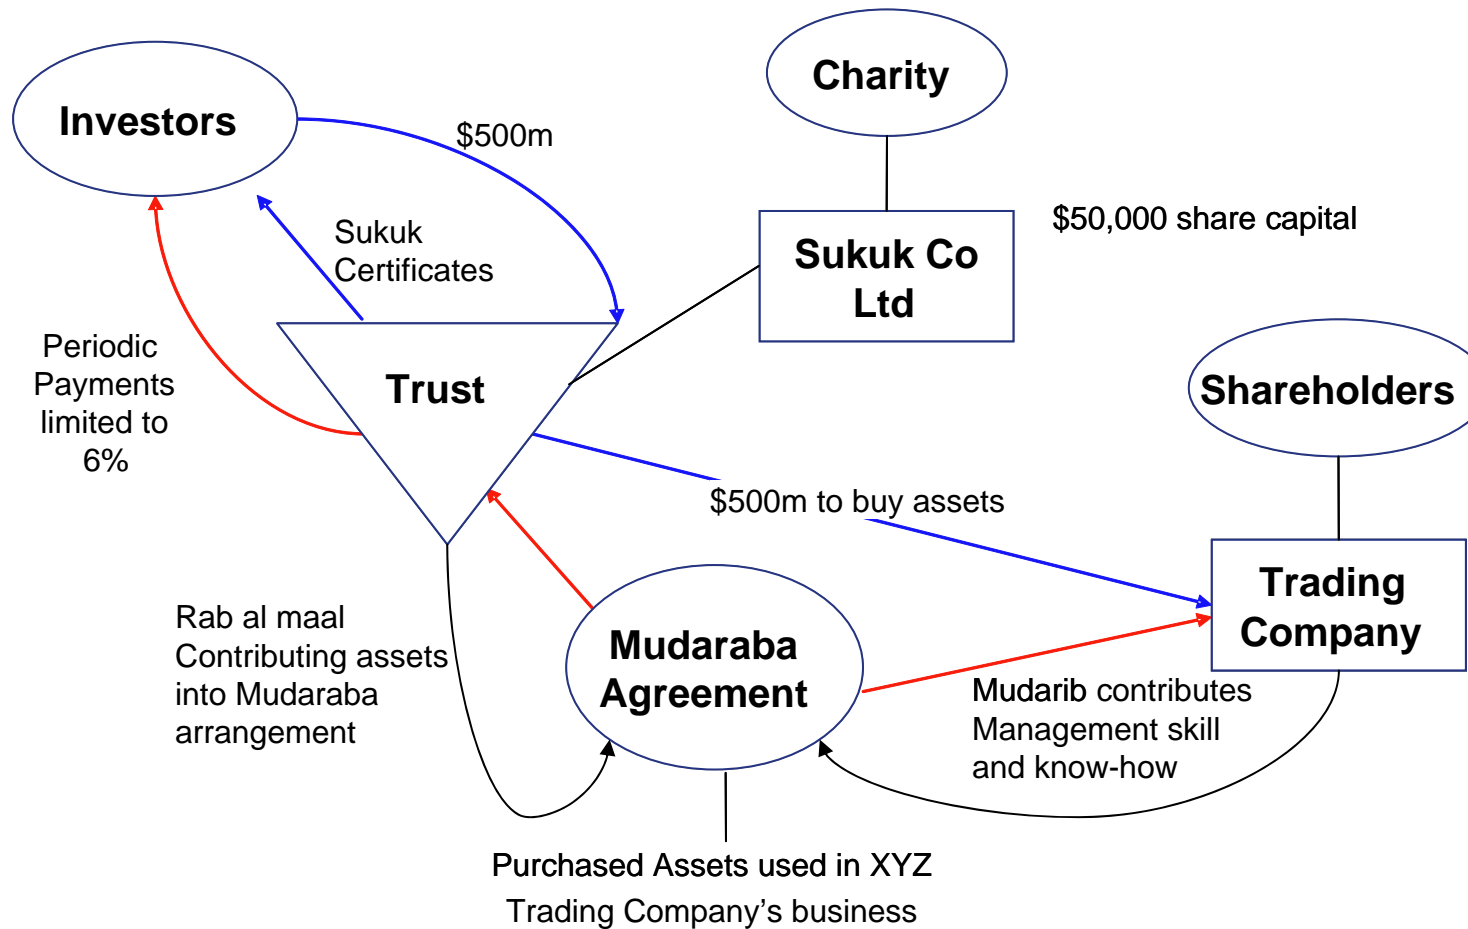 Charity
Investors
$500m
$50,000 share capital
Sukuk
Certificates
Sukuk Co
Ltd
Periodic
Payments
limited to
6%
Trust
Shareholders
$500m to buy assets
Trading
Company
Rab al maal
Contributing assets
into Mudaraba
arrangement
Mudaraba
Agreement
Mudarib contributes
Management skill
and know-how
Purchased Assets used in XYZ
Trading Company’s business